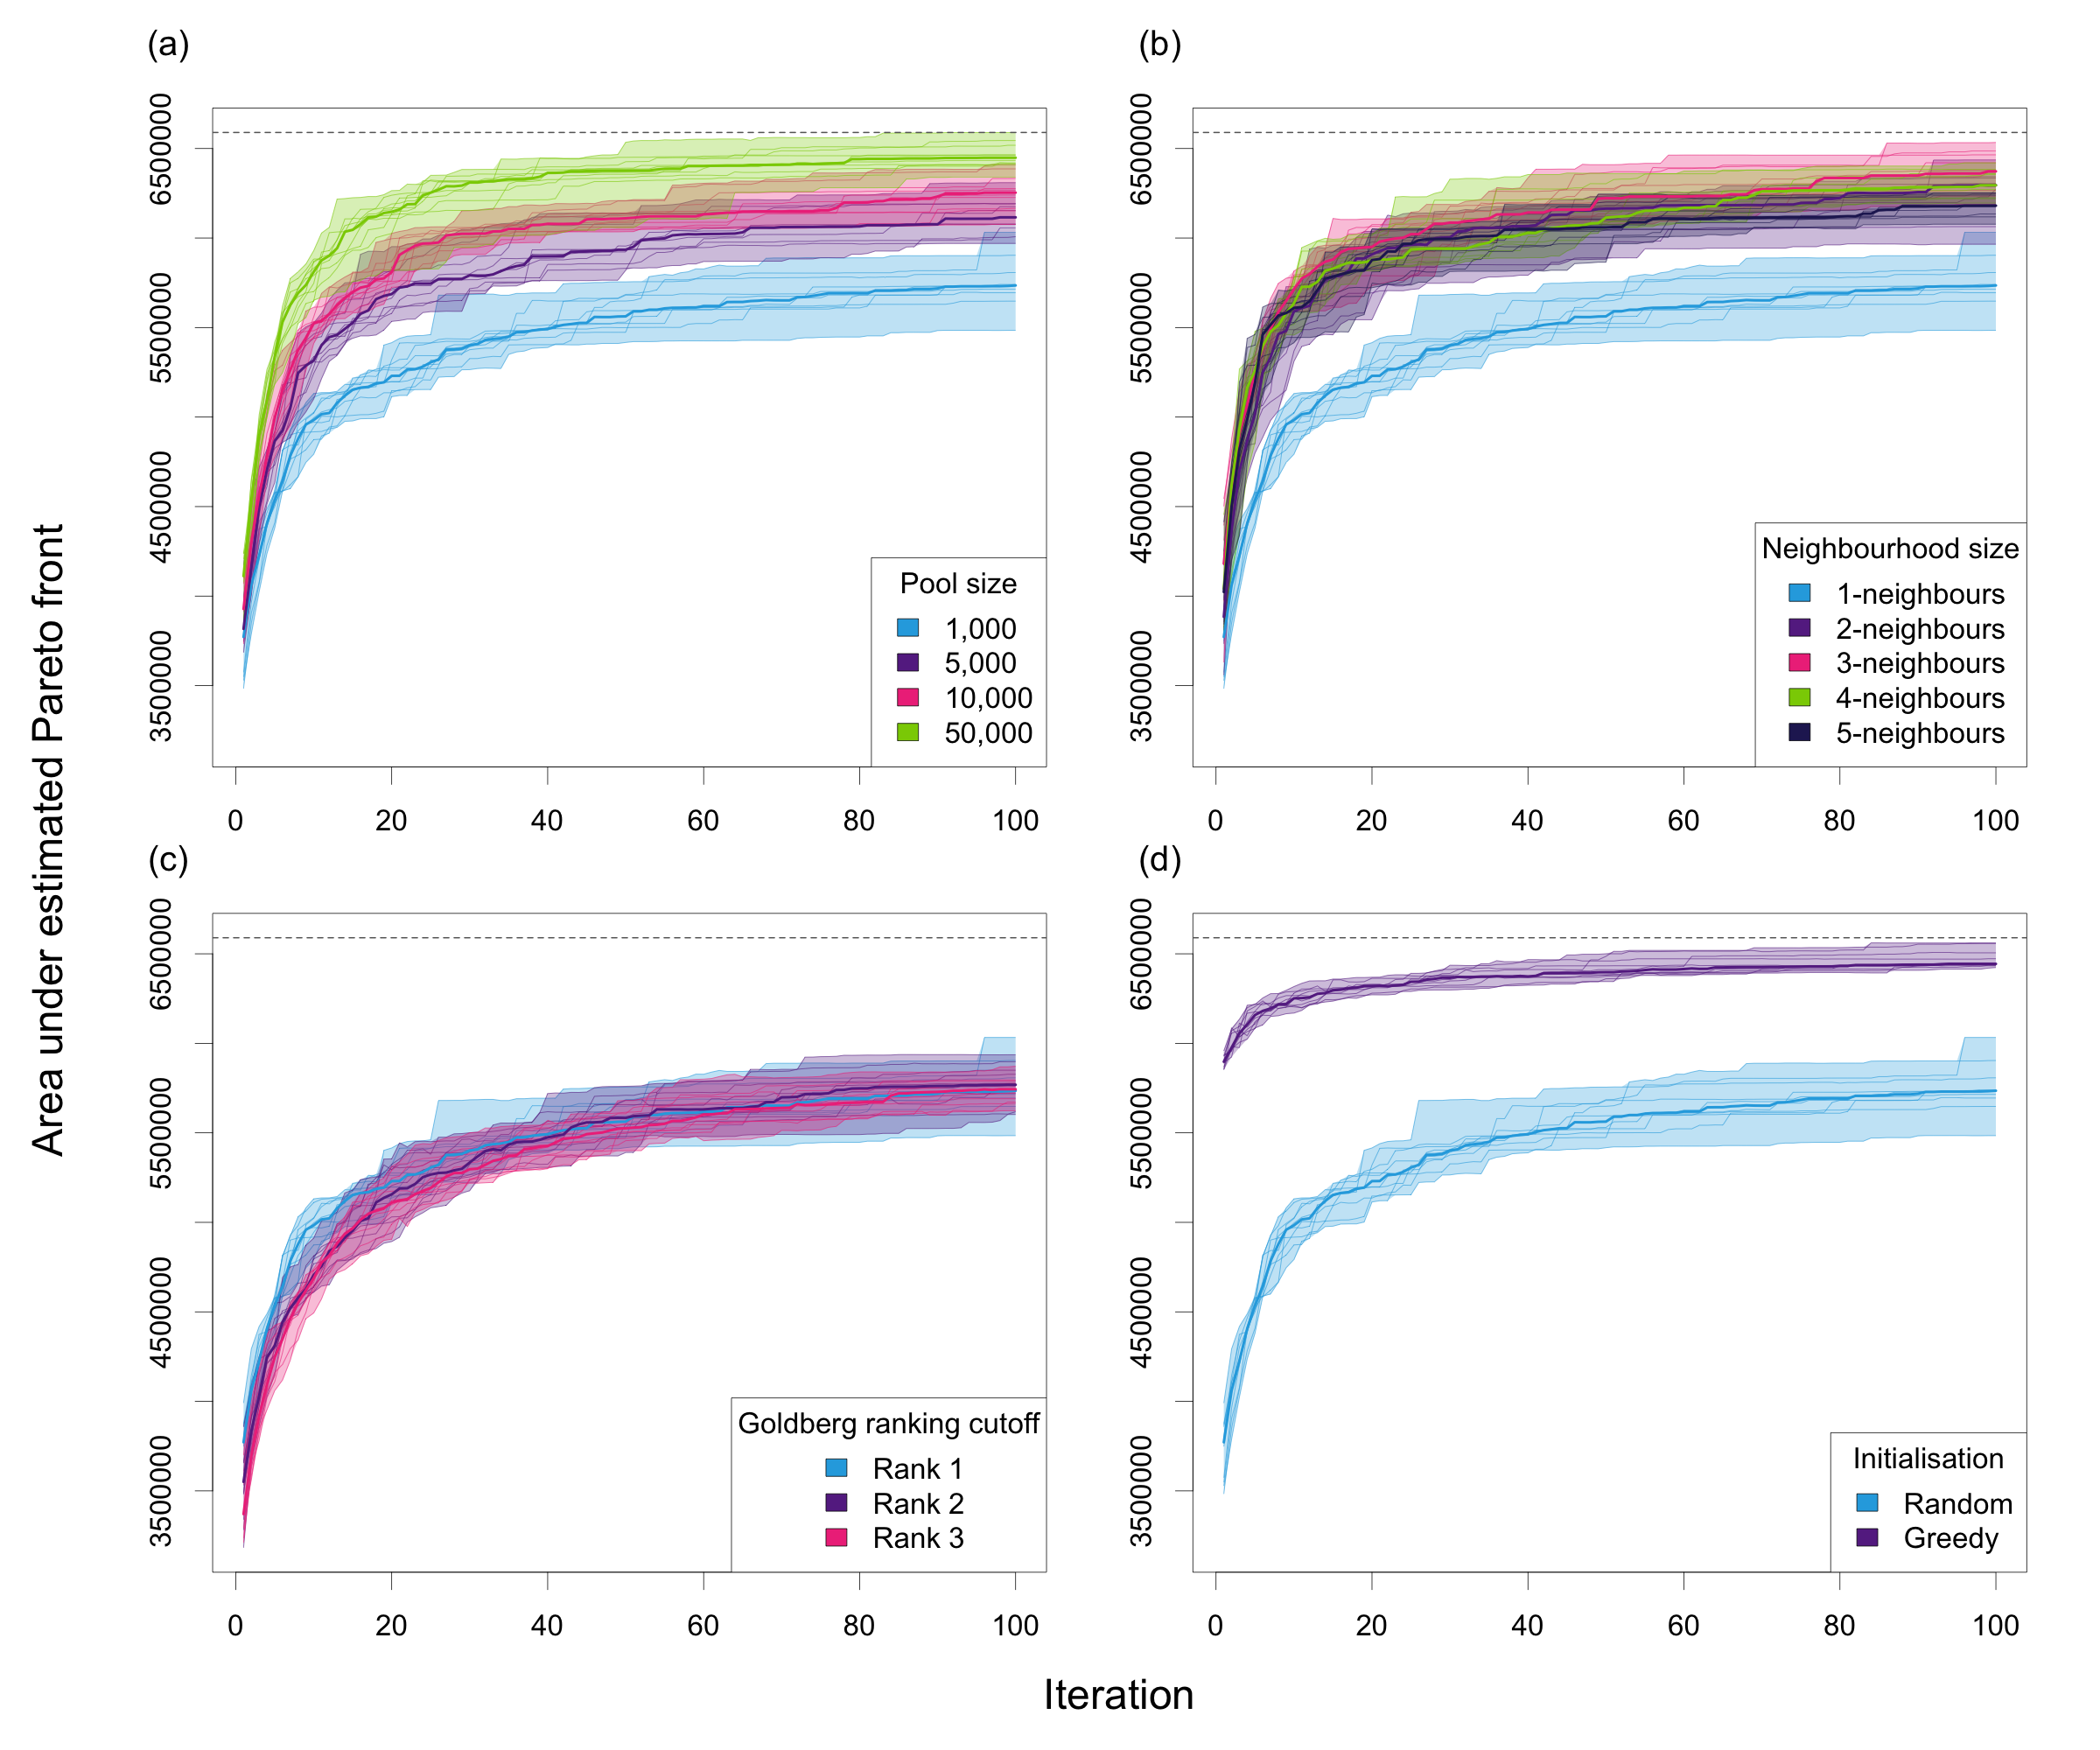 (a)
6500000
5500000
4500000
3500000
Pool size
1,000
5,000
10,000
50,000
0 20 40 60 80 100
(b)
6500000
5500000
4500000
3500000
Neighbourhood size
1-neighbours
2-neighbours
3-neighbours
4-neighbours
5-neighbours
0 20 40 60 80 100
(c)
6500000
5500000
4500000
3500000
Goldberg ranking cutoff
Rank 1
Rank 2
Rank 3
0 20 40 60 80 100
(d)
6500000
5500000
4500000
3500000
Initialisation
Random
Greedy
0 20 40 60 80 100
Area under estimated Pareto front
Iteration